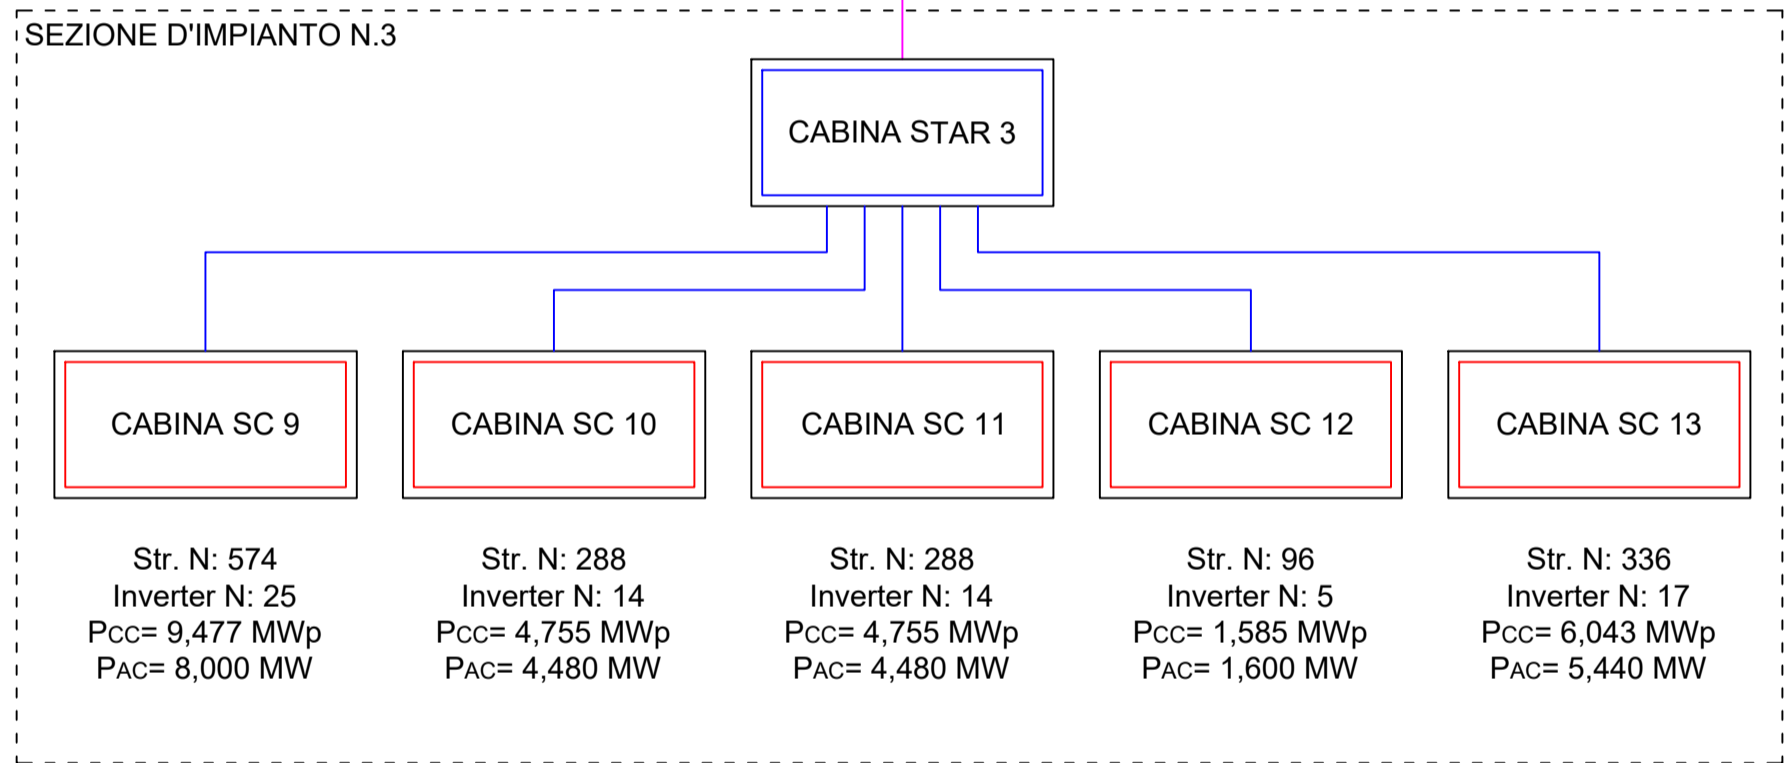 SEZIONE D'IMPIANTO N.3
CABINA STAR 3
CABINA SC 9
CABINA SC 10
CABINA SC 11
CABINA SC 12
CABINA SC 13
Str. N: 574
Inverter N: 25
PCC= 9,477 MWp
PAC= 8,000 MW
Str. N: 288
Inverter N: 14
PCC= 4,755 MWp
PAC= 4,480 MW
Str. N: 288
Inverter N: 14
PCC= 4,755 MWp
PAC= 4,480 MW
Str. N: 96
Inverter N: 5
PCC= 1,585 MWp
PAC= 1,600 MW
Str. N: 336
Inverter N: 17
PCC= 6,043 MWp
PAC= 5,440 MW